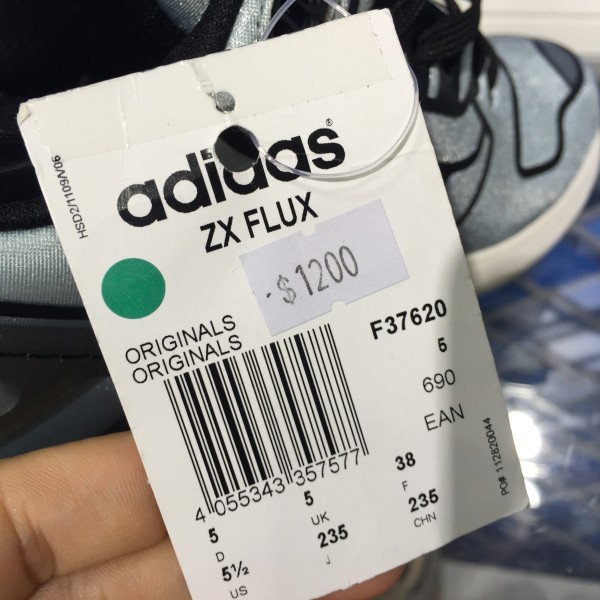 adidas®
ZX FLUX
$1200
ORIGINALS
ORIGINALS
F37620
5
690
EAN
4 055343 357577
5
D
5½
US
5
UK
235
J
38
F
235
CHN
HSD2/109/V06
PO# 112820044